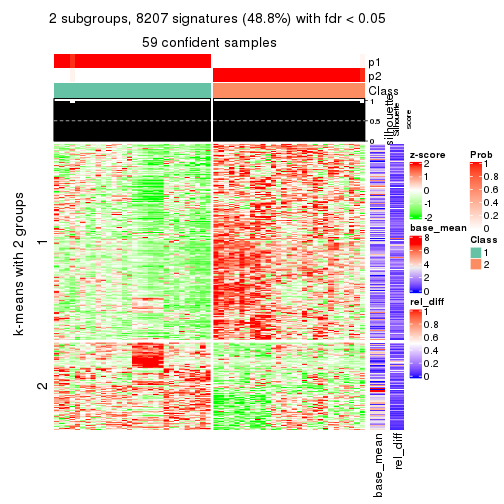 2 subgroups, 8207 signatures (48.8%) with fdr < 0.05
59 confident samples
p1
p2
Class
silhouette
Silhouette
score
1
0.5
0
k-means with 2 groups
1
2
base_mean
rel_diff
z-score
2
1
0
-1
-2
base_mean
8
6
4
2
0
rel_diff
1
0.8
0.6
0.4
0.2
0
Prob
1
0.8
0.6
0.4
0.2
0
Class
1
2